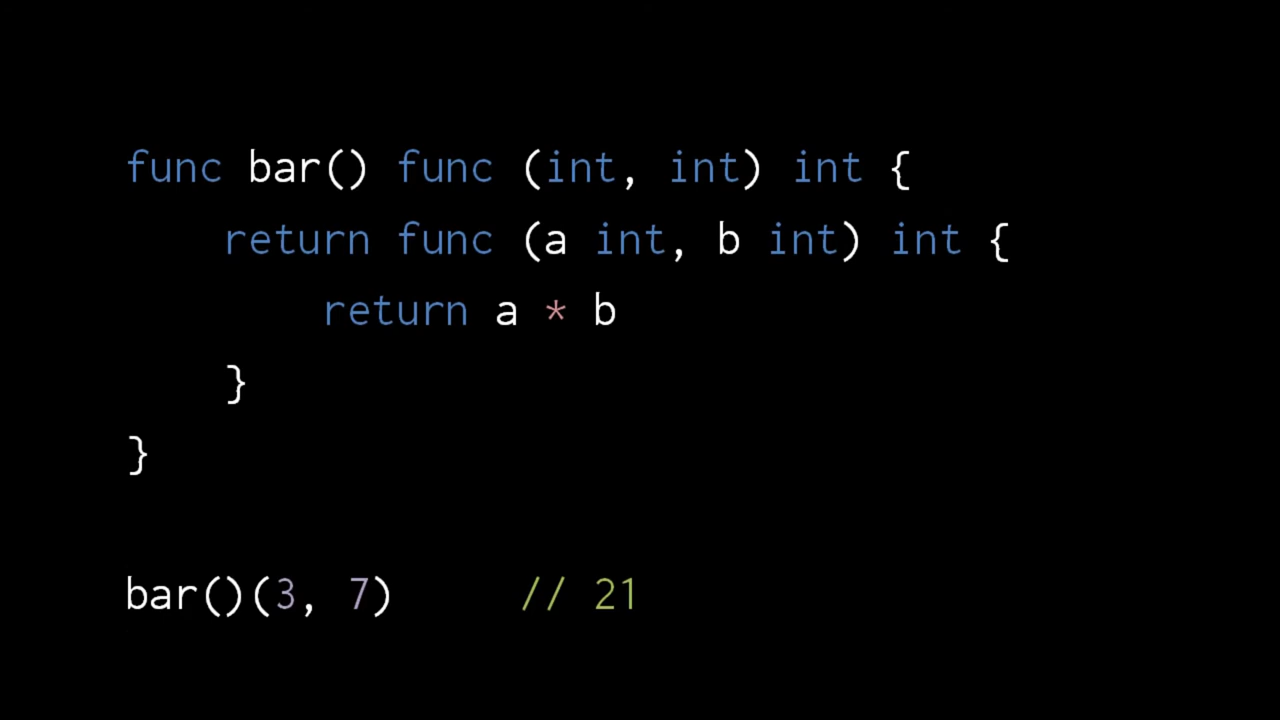 func bar() func (int, int) int {
    return func (a int, b int) int {
        return a * b
    }
}
bar()(3, 7)     // 21